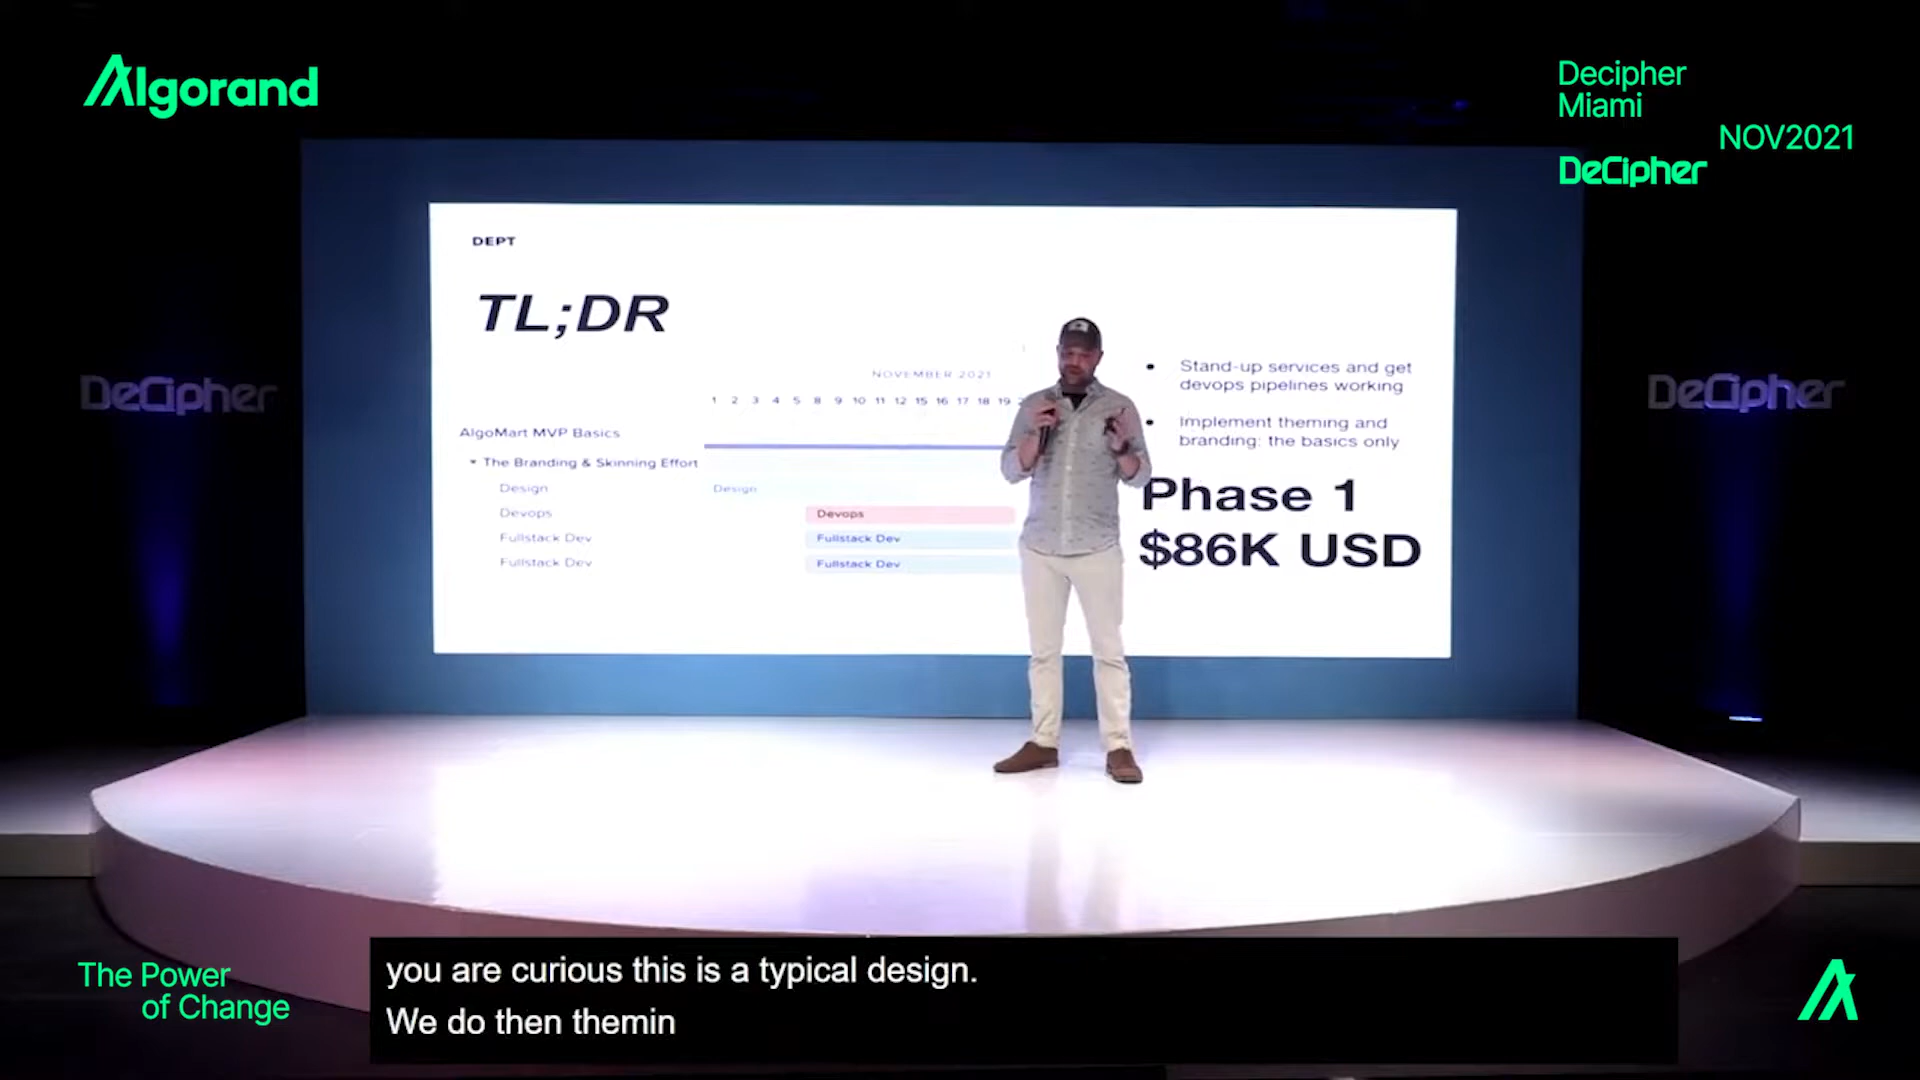 Algorand
Decipher
Miami
NOV2021
DeCipher
DEPT
TL;DR
NOVEMBER 2021
1 2 3 4 5 8 9 10 11 12 15 16 17 18 19
AlgoMart MVP Basics
The Branding & Skinning Effort
Design
Design
Devops
Devops
Fullstack Dev
Fullstack Dev
Fullstack Dev
Fullstack Dev
• Stand-up services and get
devops pipelines working
• Implement theming and
branding: the basics only
Phase 1
$86K USD
DeCipher
DeCipher
The Power
of Change
you are curious this is a typical design.
We do then themin